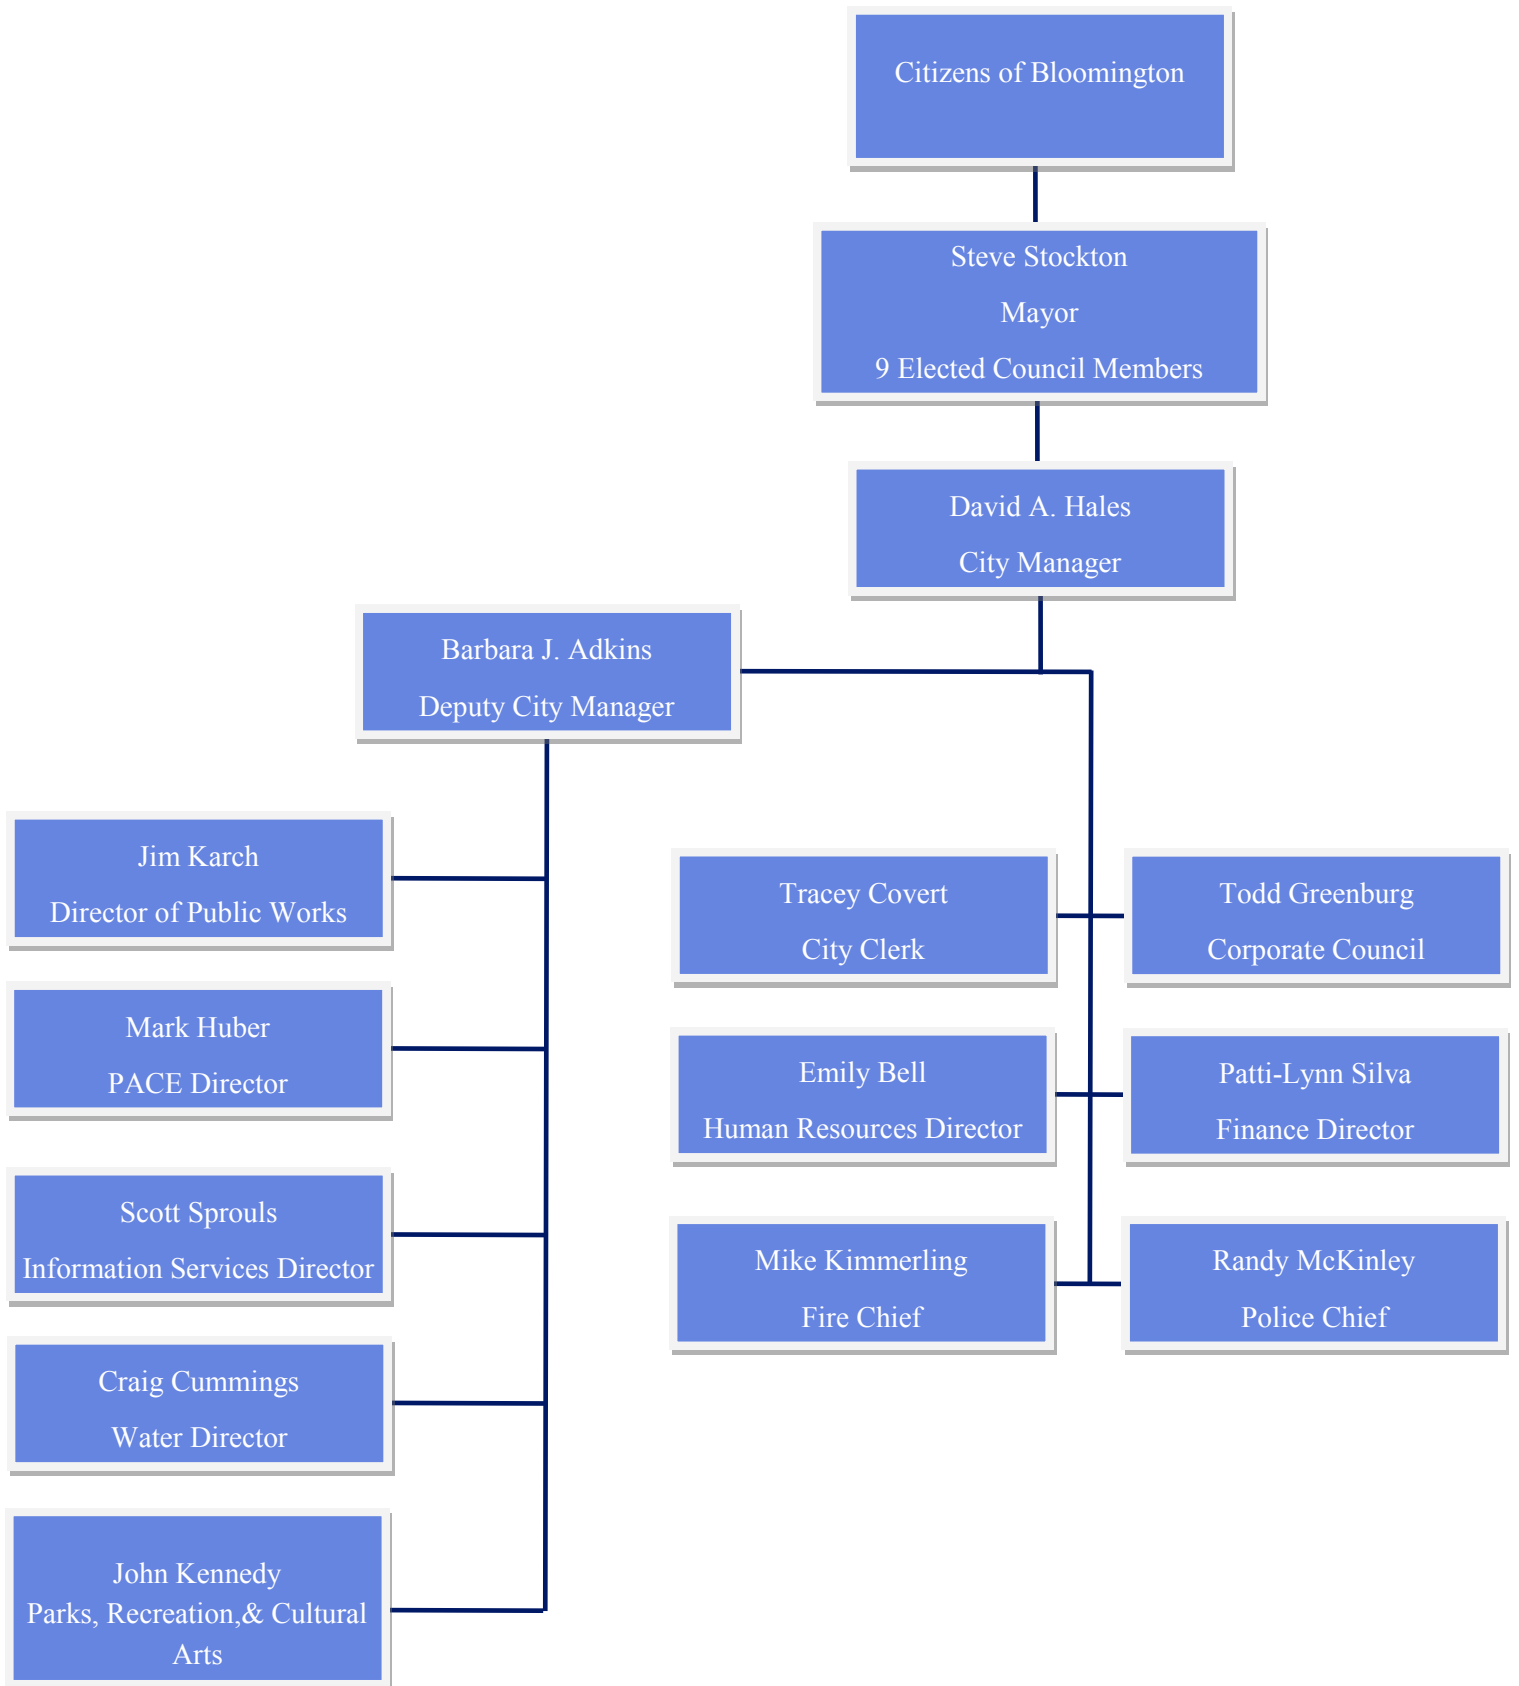 Citizens of Bloomington
Steve Stockton
Mayor
9 Elected Council Members
David A. Hales
City Manager
Barbara J. Adkins
Deputy City Manager
Jim Karch
Director of Public Works
Mark Huber
PACE Director
Scott Sprouls
Information Services Director
Craig Cummings
Water Director
John Kennedy
Parks, Recreation,& Cultural
Arts
Tracey Covert
City Clerk
Todd Greenburg
Corporate Council
Emily Bell
Human Resources Director
Patti-Lynn Silva
Finance Director
Mike Kimmerling
Fire Chief
Randy McKinley
Police Chief